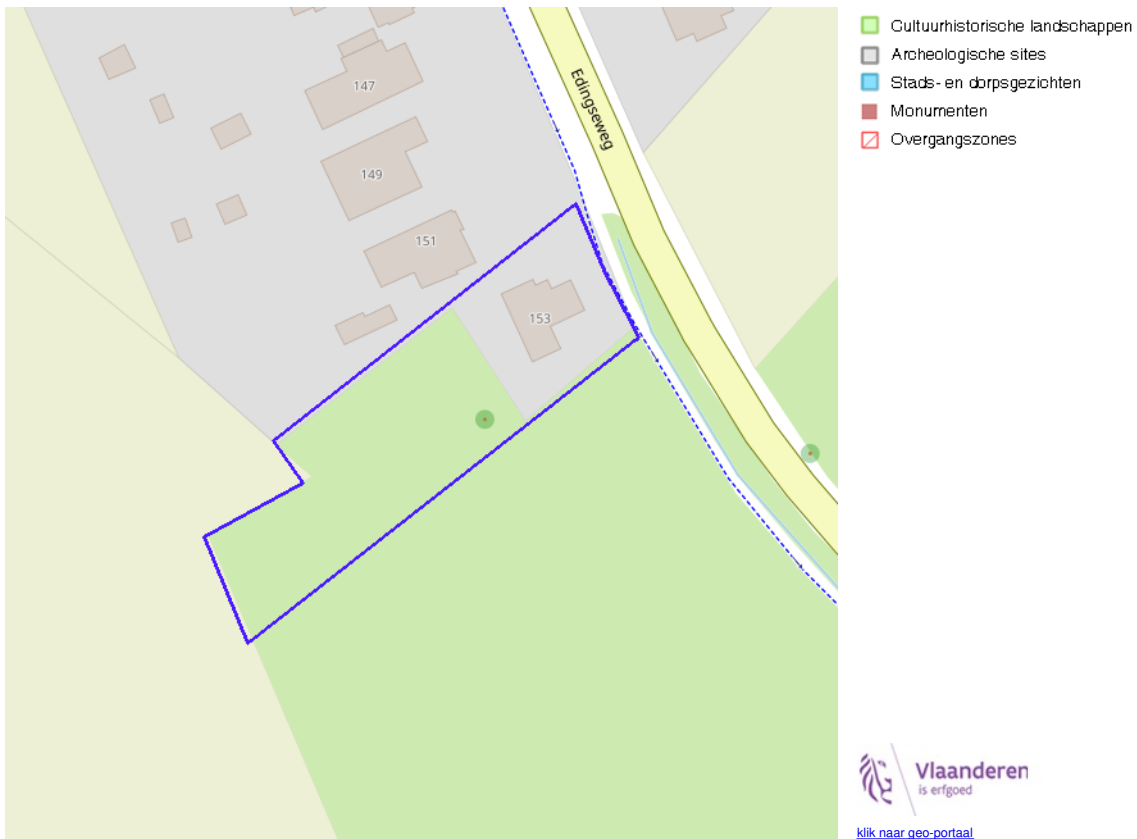 Cultuurhistorische landschappen
Archeologische sites
Stads- en dorpsgezichten
Monumenten
Overgangszones
147
Edingseweg
149
151
153
Vlaanderen
is erfgoed
klik naar geo-portaal